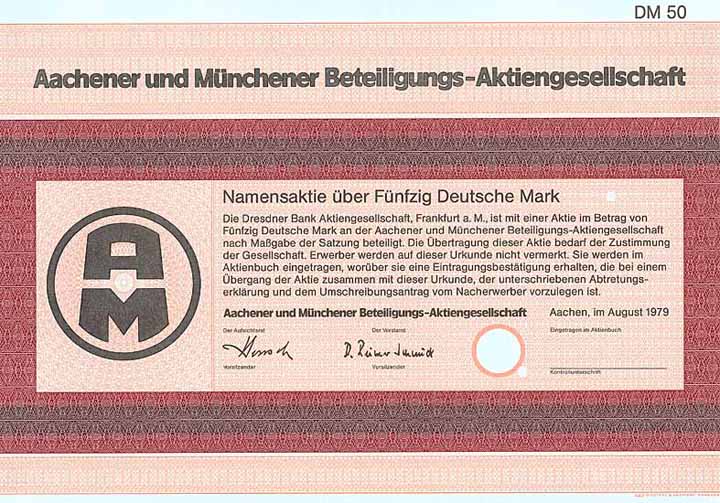 DM 50
Aachener und Münchener Beteiligungs-Aktiengesellschaft
Namensaktie über Fünfzig Deutsche Mark
Die Dresdner Bank Aktiengesellschaft, Frankfurt a. M., ist mit einer Aktie im Betrag von
Fünfzig Deutsche Mark an der Aachener und Münchener Beteiligungs-Aktiengesellschaft
nach Maßgabe der Satzung beteiligt. Die Übertragung dieser Aktie bedarf der Zustimmung
der Gesellschaft. Erwerber werden auf dieser Urkunde nicht vermerkt. Sie werden im
Aktienbuch eingetragen, worüber sie eine Eintragungsbestätigung erhalten, die bei einem
Übergang der Aktie zusammen mit dieser Urkunde, der unterschriebenen Abtretungs-
erklärung und dem Umschreibungsantrag vom Nacherwerber vorzulegen ist.
AM
Aachener und Münchener Beteiligungs-Aktiengesellschaft Aachen, im August 1979
Der Aufsichtsrat Der Vorstand Eingetragen im Aktienbuch
Vorsitzender Vorsitzender Kontrollunterschrift